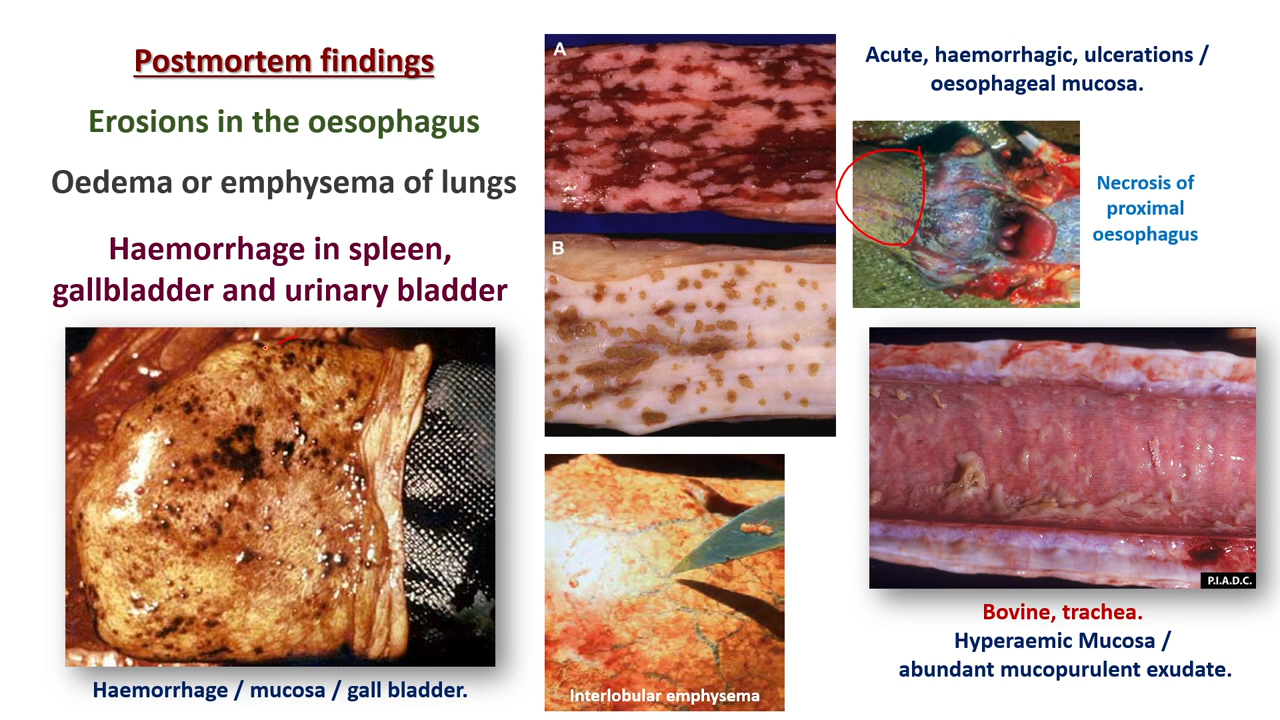 Postmortem findings
Erosions in the oesophagus
Oedema or emphysema of lungs
Haemorrhage in spleen,
gallbladder and urinary bladder
Haemorrhage / mucosa / gall bladder.
A
B
Interlobular emphysema
Acute, haemorrhagic, ulcerations /
oesophageal mucosa.
Necrosis of
proximal
oesophagus
P.I.A.D.C.
Bovine, trachea.
Hyperaemic Mucosa /
abundant mucopurulent exudate.